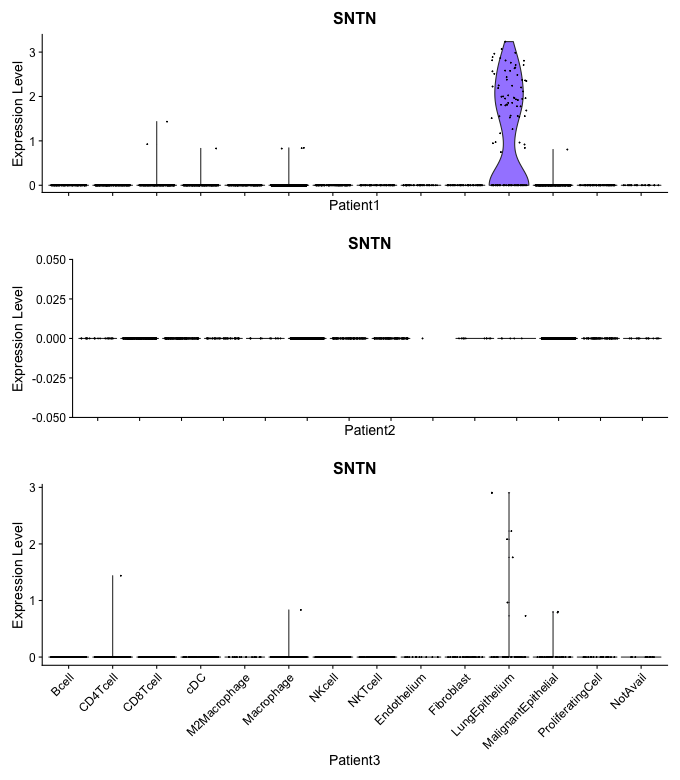 SNTN
Expression Level
3
2
1
0
Patient1
SNTN
Expression Level
0.050
0.025
0.000
-0.025
-0.050
Patient2
SNTN
Expression Level
3
2
1
0
Bcell
CD4Tcell
CD8Tcell
cDC
M2Macrophage
Macrophage
NKcell
NKTcell
Endothelium
Fibroblast
LungEpithelium
MalignantEpithelial
ProliferatingCell
NotAvail
Patient3